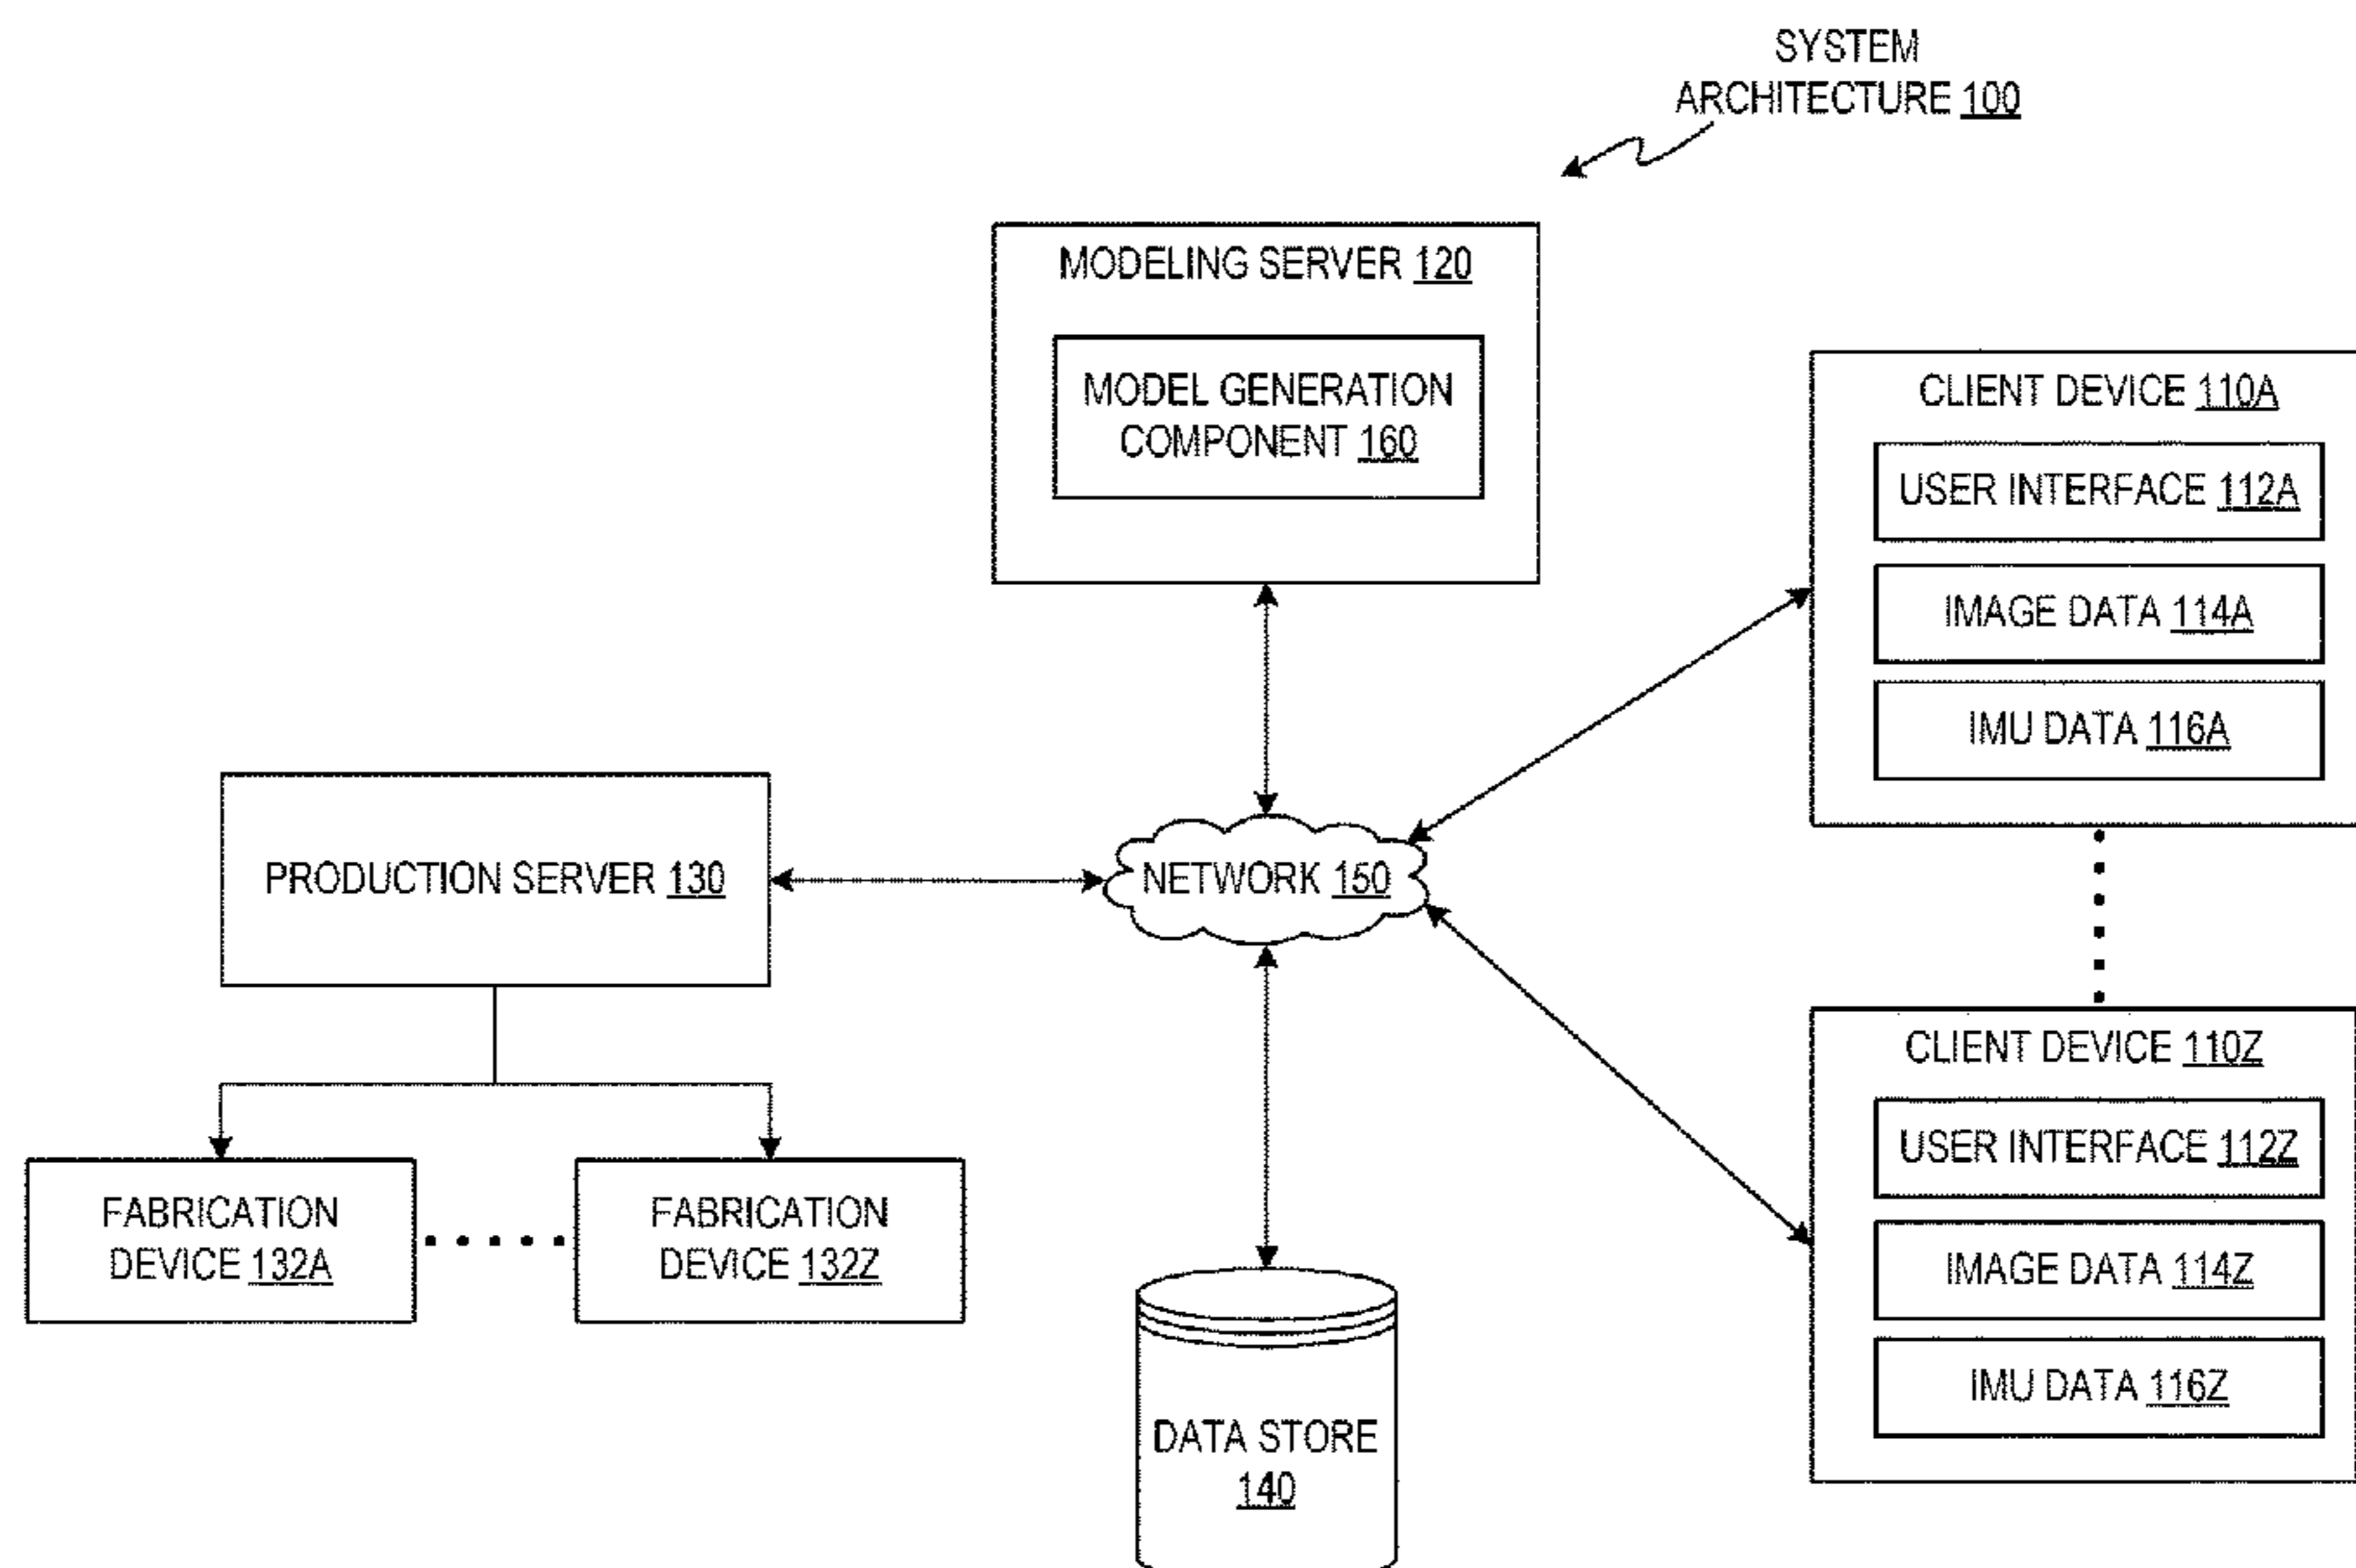 SYSTEM
ARCHITECTURE 100
MODELING SERVER 120
MODEL GENERATION
COMPONENT 160
CLIENT DEVICE 110A
USER INTERFACE 112A
IMAGE DATA 114A
IMU DATA 116A
PRODUCTION SERVER 130
NETWORK 150
CLIENT DEVICE 110Z
USER INTERFACE 112Z
IMAGE DATA 114Z
IMU DATA 116Z
FABRICATION
DEVICE 132A
FABRICATION
DEVICE 132Z
DATA STORE
140